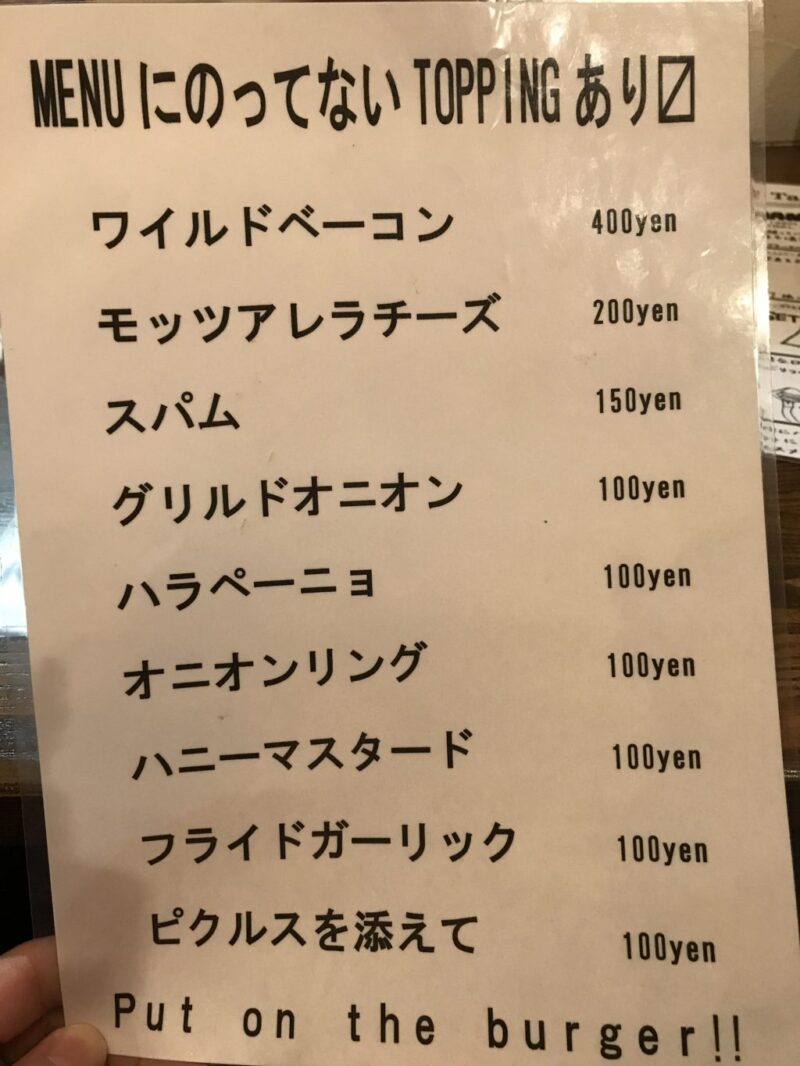 MENUにのってないTOPPINGあり〼
ワイルドベーコン 400yen
モッツアレラチーズ 200yen
スパム 150yen
グリルドオニオン 100yen
ハラペーニョ 100yen
オニオンリング 100yen
ハニーマスタード 100yen
フライドガーリック 100yen
ピクルスを添えて 100yen
Put on the burger!!